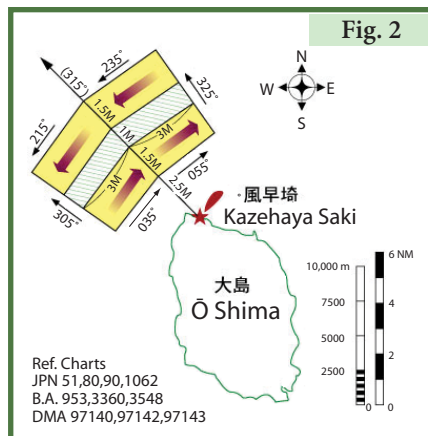 Fig. 2
N
W E
S
235°
(315°)
325°
215°
1.5M
1M
3M
1.5M
055°
3M
2.5M
305°
035°
風早埼
Kazehaya Saki
大島
Ō Shima
10,000 m
7500
5000
2500
0
6 NM
4
2
0
Ref. Charts
JPN 51,80,90,1062
B.A. 953,3360,3548
DMA 97140,97142,97143